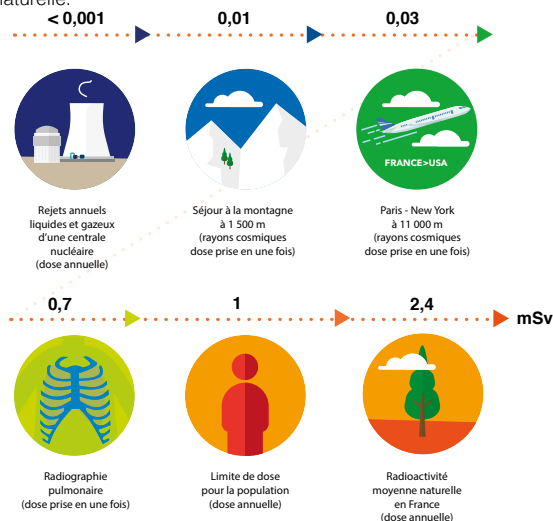 naturelle.
< 0,001
0,01
0,03
FRANCE>USA
Rejets annuels
liquides et gazeux
d'une centrale
nucléaire
(dose annuelle)
Séjour à la montagne
à 1 500 m
(rayons cosmiques
dose prise en une fois)
Paris - New York
à 11 000 m
(rayons cosmiques
dose prise en une fois)
0,7
1
2,4
mSv
Radiographie
pulmonaire
(dose prise en une fois)
Limite de dose
pour la population
(dose annuelle)
Radioactivité
moyenne naturelle
en France
(dose annuelle)